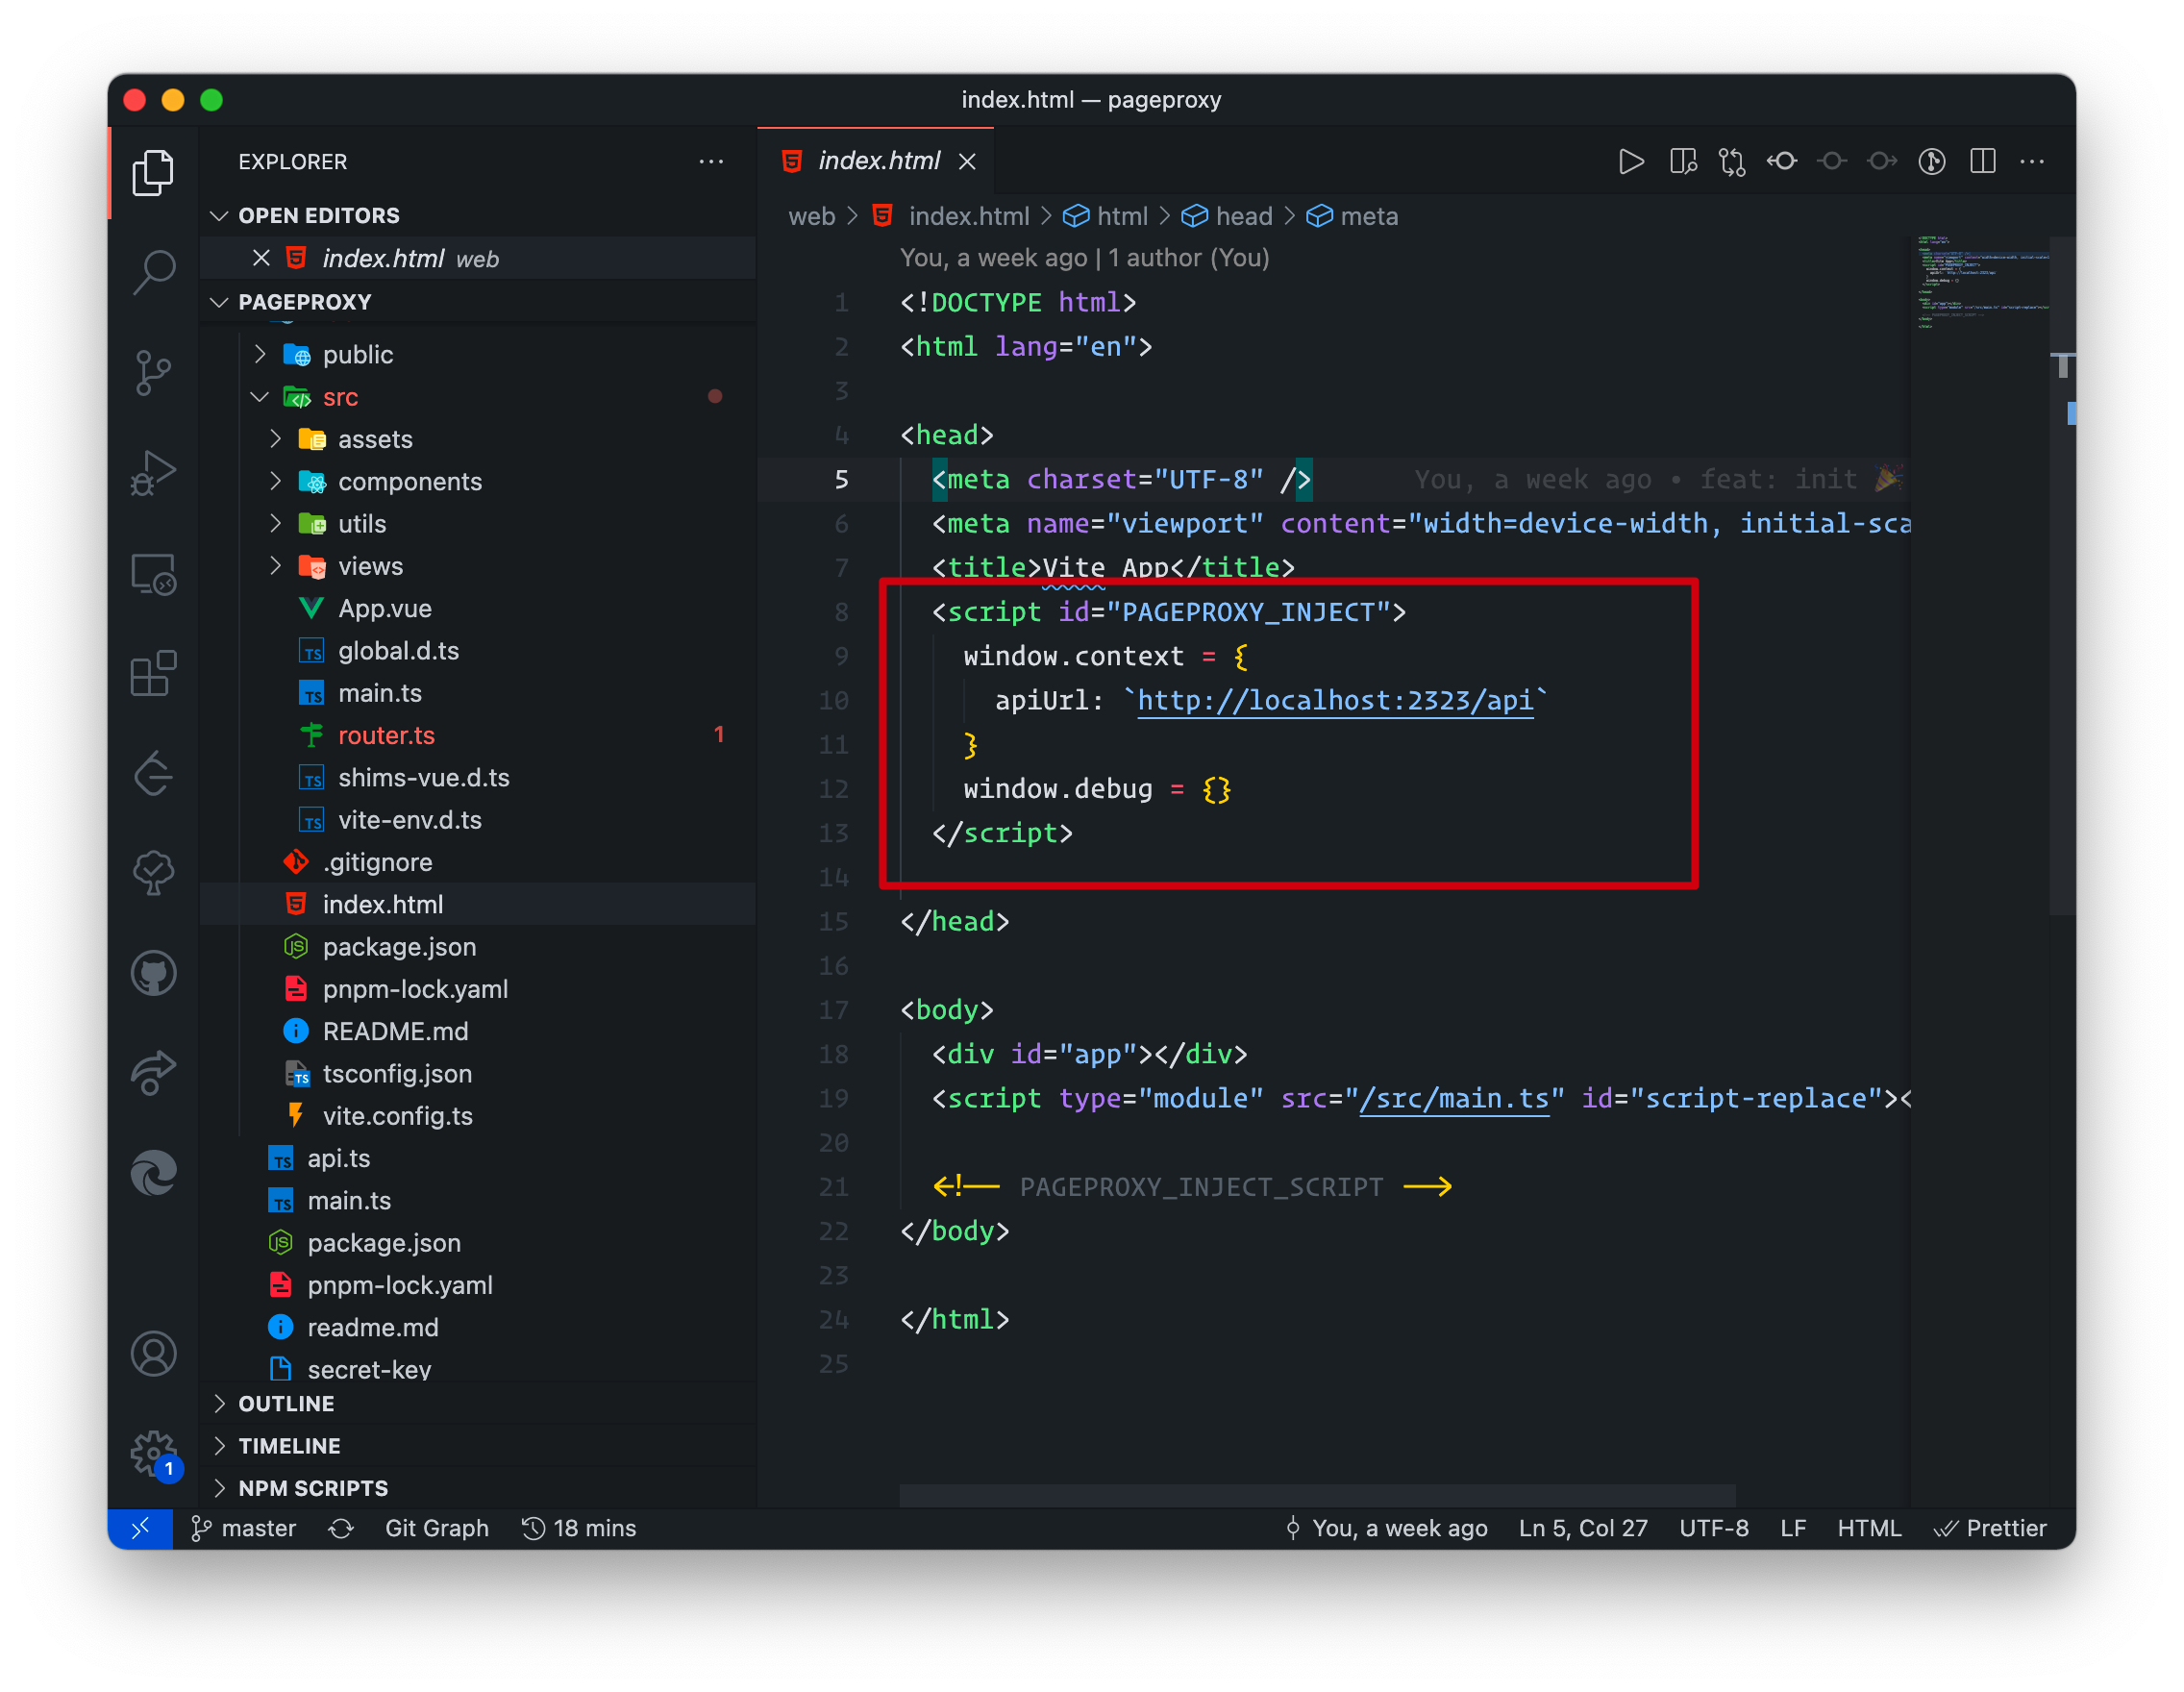 index.html — pageproxy
EXPLORER
OPEN EDITORS
index.html web
PAGEPROXY
public
src
assets
components
utils
views
App.vue
global.d.ts
main.ts
router.ts 1
shims-vue.d.ts
vite-env.d.ts
.gitignore
index.html
package.json
pnpm-lock.yaml
README.md
tsconfig.json
vite.config.ts
api.ts
main.ts
package.json
pnpm-lock.yaml
readme.md
secret-key
OUTLINE
TIMELINE
NPM SCRIPTS
index.html
web > index.html > html > head > meta
You, a week ago | 1 author (You)
1 <!DOCTYPE html>
2 <html lang="en">
3
4 <head>
5 <meta charset="UTF-8" /> You, a week ago • feat: init 🎉
6 <meta name="viewport" content="width=device-width, initial-sca
7 <title>Vite App</title>
8 <script id="PAGEPROXY_INJECT">
9 window.context = {
10 apiUrl: `http://localhost:2323/api`
11 }
12 window.debug = {}
13 </script>
14
15 </head>
16
17 <body>
18 <div id="app"></div>
19 <script type="module" src="/src/main.ts" id="script-replace"><
20
21 <!-- PAGEPROXY_INJECT_SCRIPT -->
22 </body>
23
24 </html>
25
1
master Git Graph 18 mins You, a week ago Ln 5, Col 27 UTF-8 LF HTML Prettier